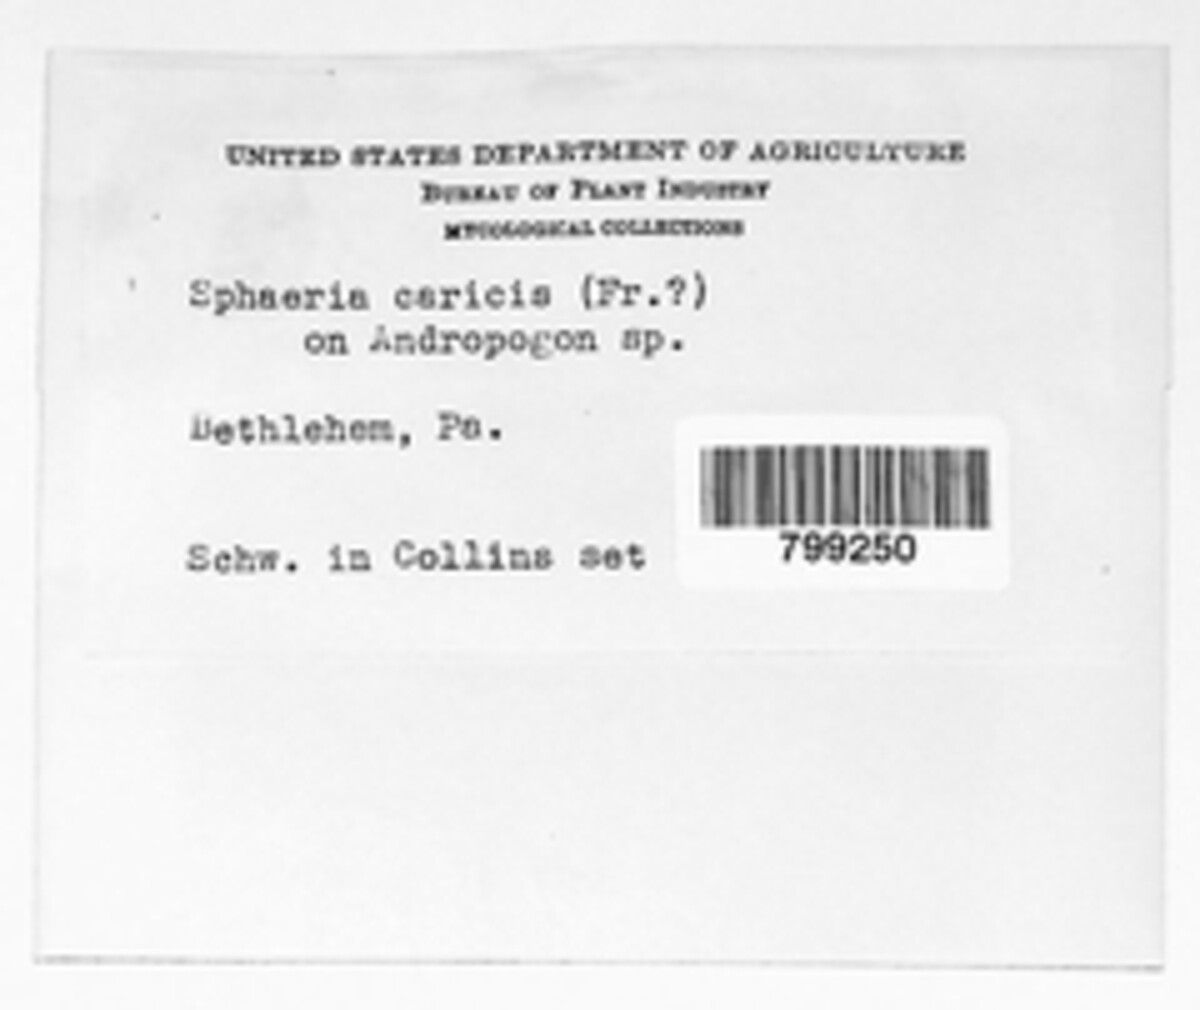 UNITED STATES DEPARTMENT OF AGRICULTURE
BUREAU OF PLANT INDUSTRY
MYCOLOGICAL COLLECTIONS
Sphaeria caricis (Fr.?)
on Andropogon sp.
Bethlehem, Pa.
Schw. in Collins set
799250